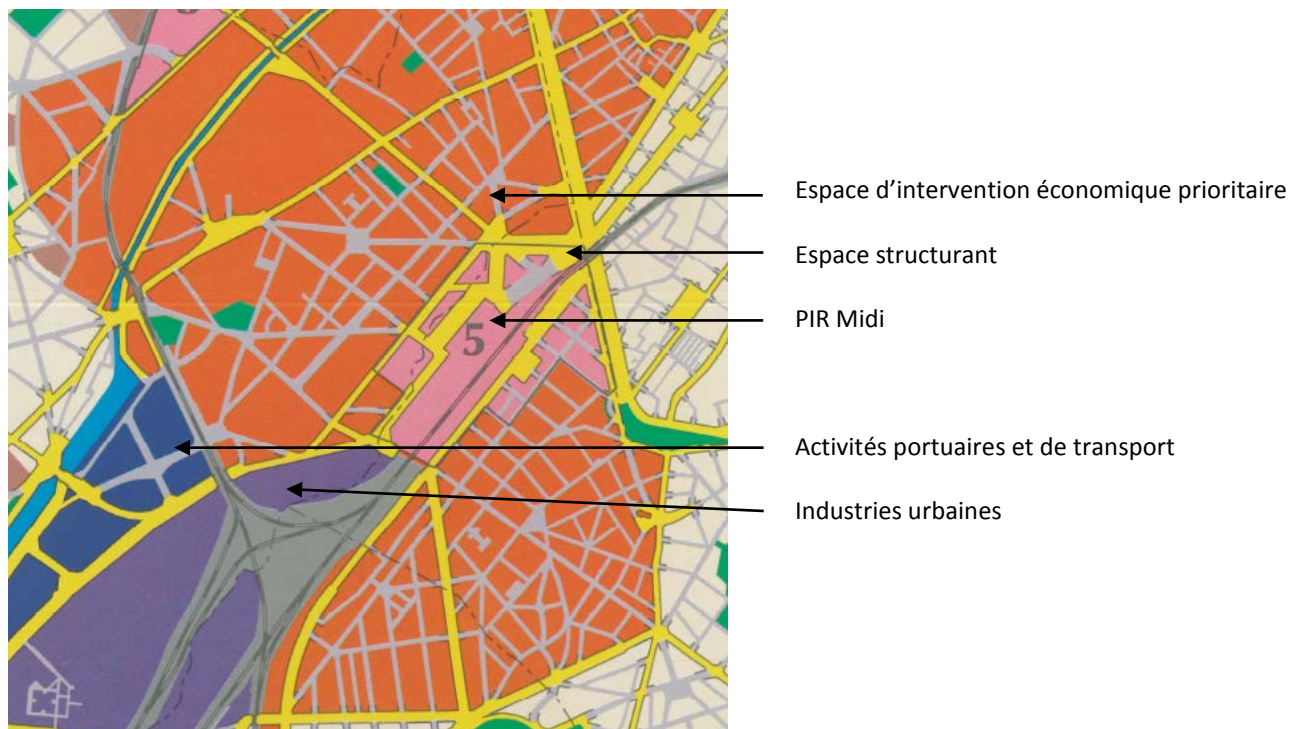 Espace d’intervention économique prioritaire
Espace structurant
PIR Midi
5
Activités portuaires et de transport
Industries urbaines